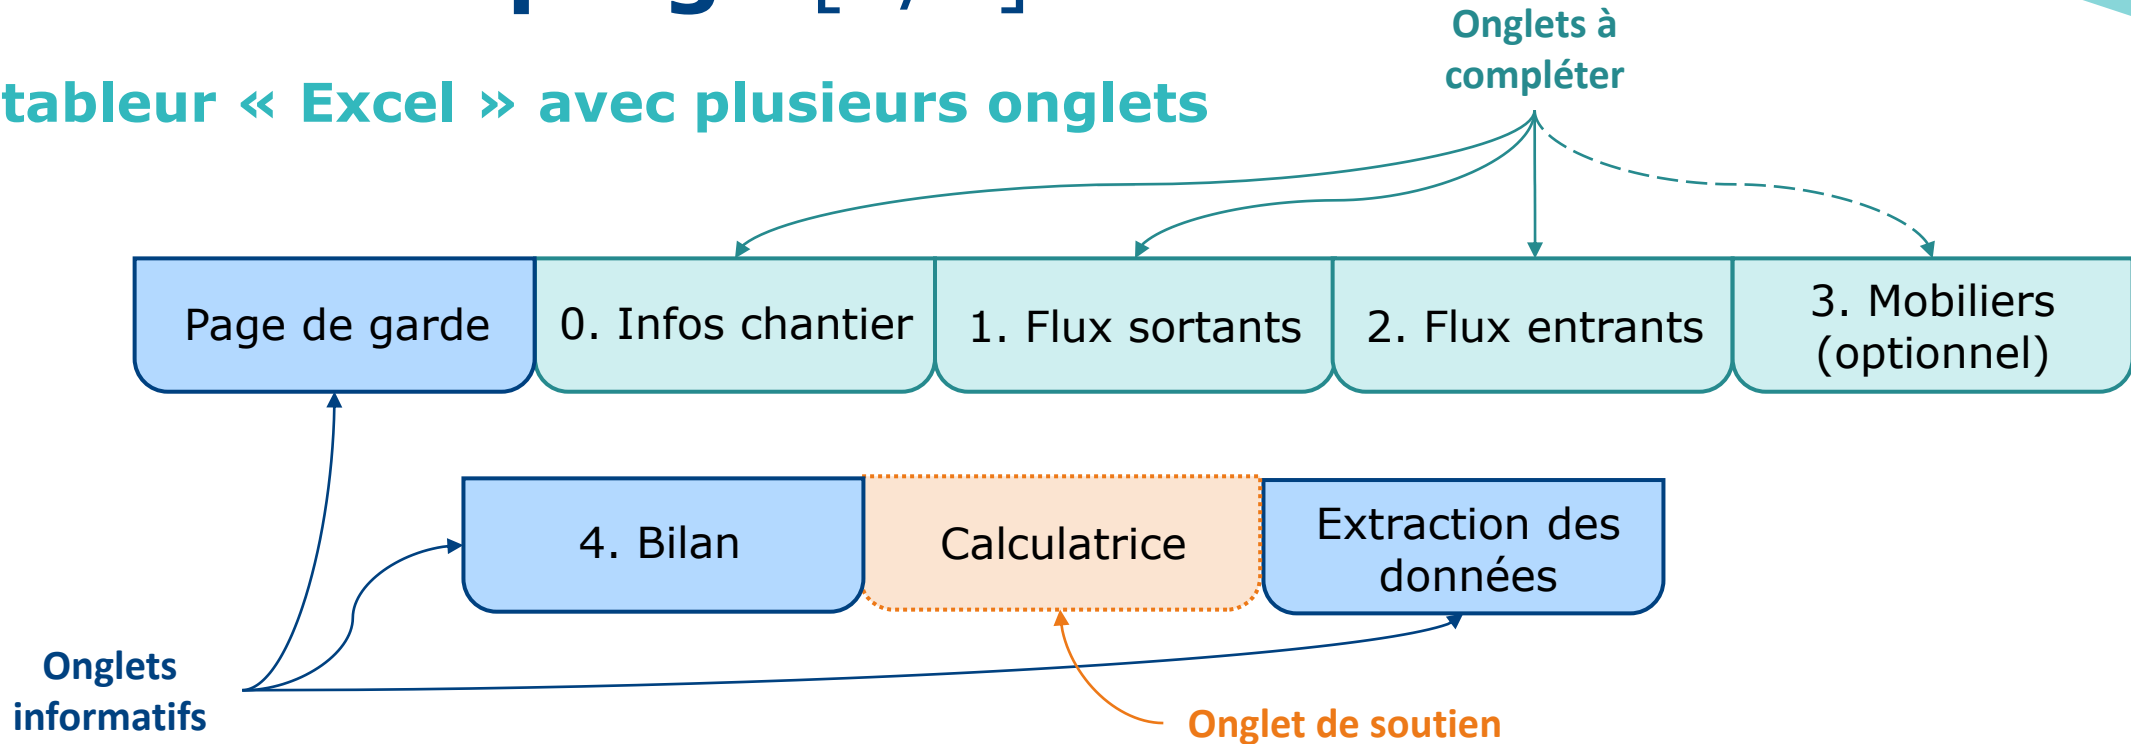 Onglets à
compléter
tableur « Excel » avec plusieurs onglets
Page de garde
0. Infos chantier
1. Flux sortants
2. Flux entrants
3. Mobiliers
(optionnel)
4. Bilan
Calculatrice
Extraction des
données
Onglets
informatifs
Onglet de soutien